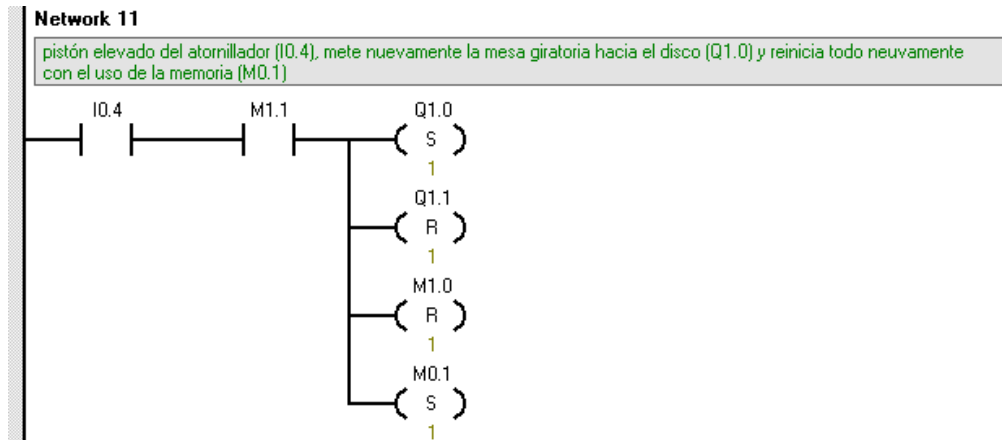 Network 11
pistón elevado del atornillador (I0.4), mete nuevamente la mesa giratoria hacia el disco (Q1.0) y reinicia todo neuvamente
con el uso de la memoria (M0.1)
I0.4 M1.1 Q1.0
S
1
Q1.1
R
1
M1.0
R
1
M0.1
S
1